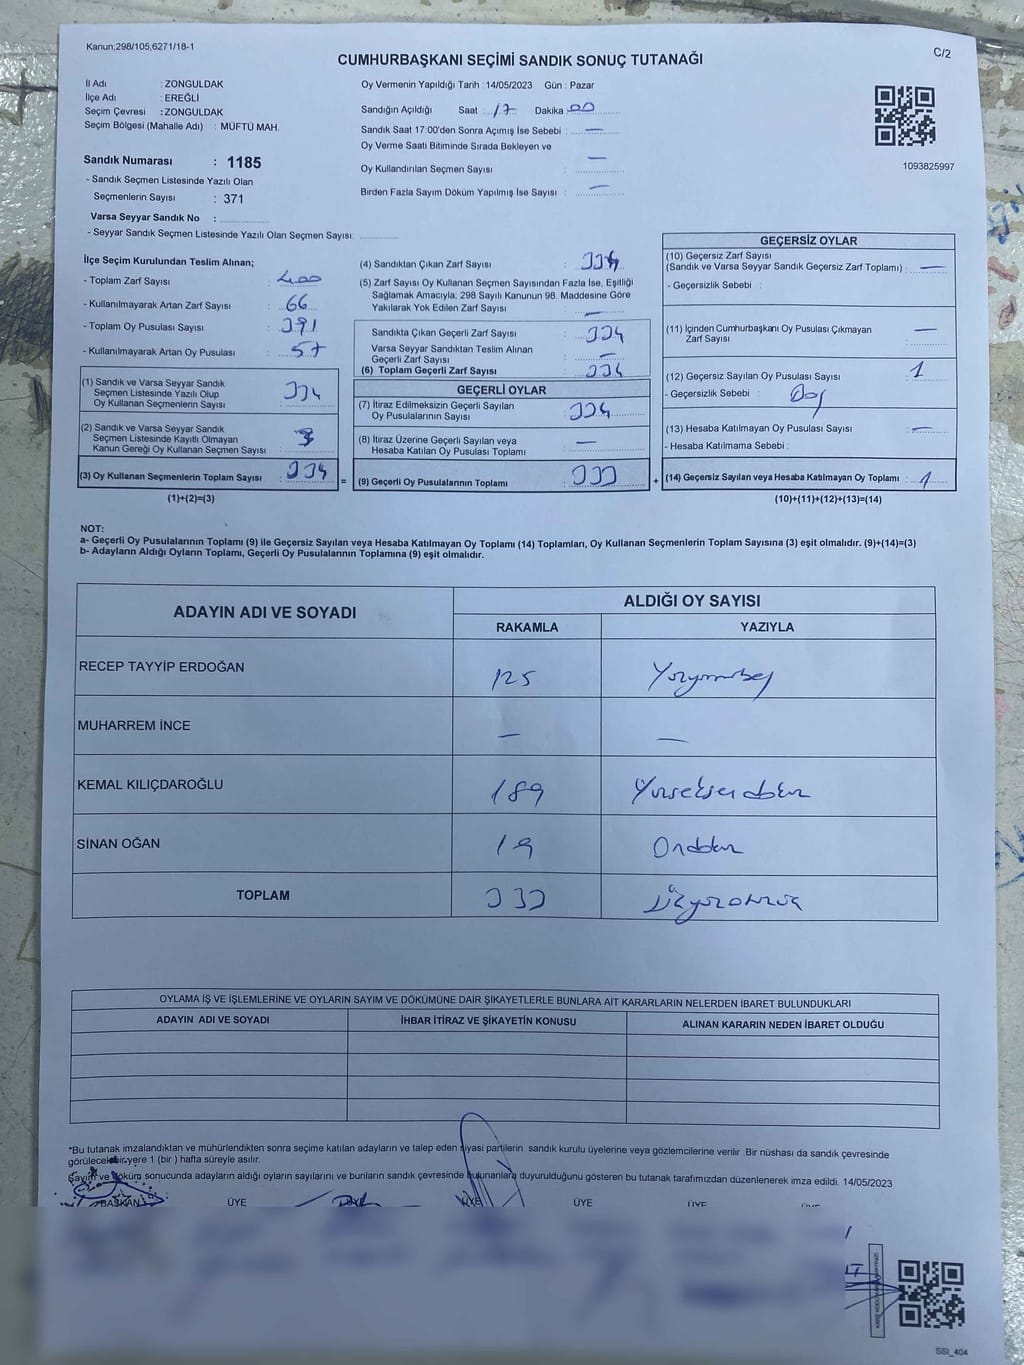 Kanun;298/105;6271/18-1
C/2
CUMHURBAŞKANI SEÇİMİ SANDIK SONUÇ TUTANAĞI
İl Adı : ZONGULDAK
İlçe Adı : EREĞLİ
Seçim Çevresi : ZONGULDAK
Seçim Bölgesi (Mahalle Adı) : MÜFTÜ MAH.
Sandık Numarası : 1185
- Sandık Seçmen Listesinde Yazılı Olan
Seçmenlerin Sayısı : 371
Varsa Seyyar Sandık No :
- Seyyar Sandık Seçmen Listesinde Yazılı Olan Seçmen Sayısı:
Oy Vermenin Yapıldığı Tarih : 14/05/2023 Gün : Pazar
Sandığın Açıldığı Saat : 17 Dakika : 00
Sandık Saat 17:00'den Sonra Açımış İse Sebebi : —
Oy Verme Saati Bitiminde Sırada Bekleyen ve
Oy Kullandırılan Seçmen Sayısı : —
Birden Fazla Sayım Döküm Yapılmış İse Sayısı : —
1093825997
İlçe Seçim Kurulundan Teslim Alınan;
- Toplam Zarf Sayısı : 400
- Kullanılmayarak Artan Zarf Sayısı : 66
- Toplam Oy Pusulası Sayısı : 391
- Kullanılmayarak Artan Oy Pusulası : 57
(1) Sandık ve Varsa Seyyar Sandık
Seçmen Listesinde Yazılı Olup
Oy Kullanan Seçmenlerin Sayısı : 334
(2) Sandık ve Varsa Seyyar Sandık
Seçmen Listesinde Kayıtlı Olmayan
Kanun Gereği Oy Kullanan Seçmen Sayısı :
(3) Oy Kullanan Seçmenlerin Toplam Sayısı : 334
(1)+(2)=(3)
=
(4) Sandıktan Çıkan Zarf Sayısı : 334
(5) Zarf Sayısı Oy Kullanan Seçmen Sayısından Fazla İse, Eşitliği
Sağlamak Amacıyla; 298 Sayılı Kanunun 98. Maddesine Göre
Yakılarak Yok Edilen Zarf Sayısı : —
Sandıkta Çıkan Geçerli Zarf Sayısı : 334
Varsa Seyyar Sandıktan Teslim Alınan
Geçerli Zarf Sayısı : —
(6) Toplam Geçerli Zarf Sayısı : 334
GEÇERLİ OYLAR
(7) İtiraz Edilmeksizin Geçerli Sayılan
Oy Pusulalarının Sayısı : 334
(8) İtiraz Üzerine Geçerli Sayılan veya
Hesaba Katılan Oy Pusulası Toplamı : —
(9) Geçerli Oy Pusulalarının Toplamı : 333
+
GEÇERSİZ OYLAR
(10) Geçersiz Zarf Sayısı
(Sandık ve Varsa Seyyar Sandık Geçersiz Zarf Toplamı) : —
- Geçersizlik Sebebi :
(11) İçinden Cumhurbaşkanı Oy Pusulası Çıkmayan
Zarf Sayısı : —
(12) Geçersiz Sayılan Oy Pusulası Sayısı : 1
- Geçersizlik Sebebi : Boş
(13) Hesaba Katılmayan Oy Pusulası Sayısı : —
- Hesaba Katılmama Sebebi :
(14) Geçersiz Sayılan veya Hesaba Katılmayan Oy Toplamı : 1
(10)+(11)+(12)+(13)=(14)
NOT:
a- Geçerli Oy Pusulalarının Toplamı (9) ile Geçersiz Sayılan veya Hesaba Katılmayan Oy Toplamı (14) Toplamları, Oy Kullanan Seçmenlerin Toplam Sayısına (3) eşit olmalıdır. (9)+(14)=(3)
b- Adayların Aldığı Oyların Toplamı, Geçerli Oy Pusulalarının Toplamına (9) eşit olmalıdır.
ADAYIN ADI VE SOYADI ALDIĞI OY SAYISI
RAKAMLA YAZIYLA
RECEP TAYYİP ERDOĞAN 125 Yüzyirmibeş
MUHARREM İNCE — —
KEMAL KILIÇDAROĞLU 189 Yüzseksendokuz
SİNAN OĞAN 19 Ondokuz
TOPLAM 333 Üçyüzotuzüç
OYLAMA İŞ VE İŞLEMLERİNE VE OYLARIN SAYIM VE DÖKÜMÜNE DAİR ŞİKAYETLERLE BUNLARA AİT KARARLARIN NELERDEN İBARET BULUNDUKLARI
ADAYIN ADI VE SOYADI İHBAR İTİRAZ VE ŞİKAYETİN KONUSU ALINAN KARARIN NEDEN İBARET OLDUĞU
*Bu tutanak imzalandıktan ve mühürlendikten sonra seçime katılan adayların ve talep eden siyasi partilerin sandık kurulu üyelerine veya gözlemcilerine verilir. Bir nüshası da sandık çevresinde
görülecek bir yere 1 (bir ) hafta süreyle asılır.
Sayım ve döküm sonucunda adayların aldığı oyların sayılarını ve bunların sandık çevresinde bulunanlara duyurulduğunu gösteren bu tutanak tarafımızdan düzenlenerek imza edildi. 14/05/2023
BAŞKAN ÜYE ÜYE ÜYE ÜYE ÜYE
SSI_404